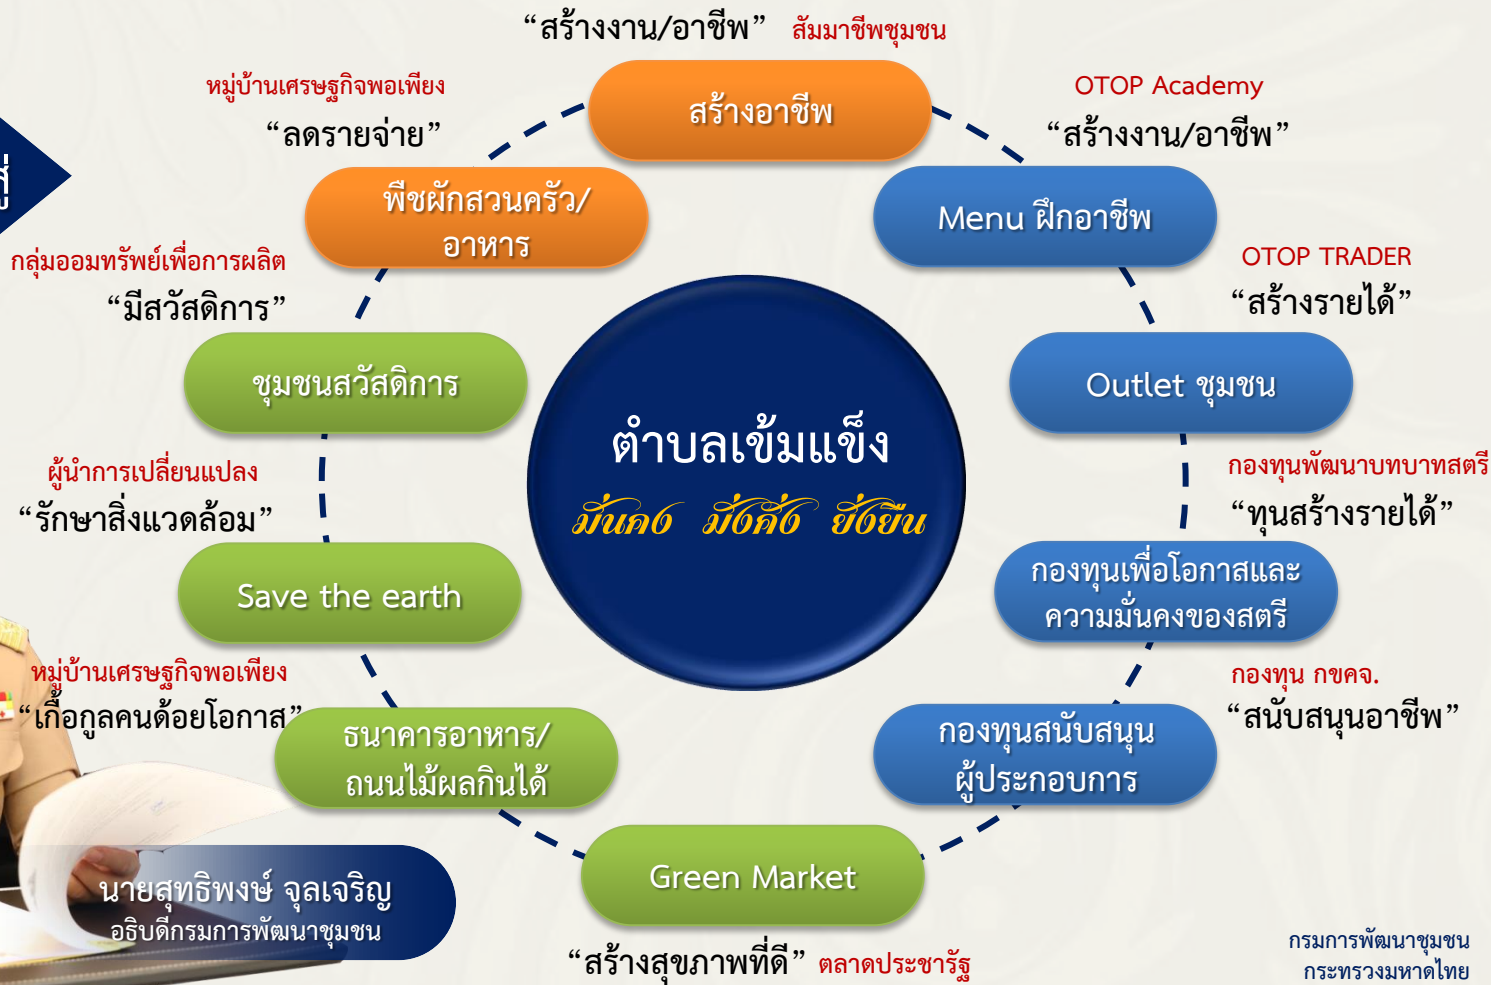 “สร้างงาน/อาชีพ” สัมมาชีพชุมชน
สร้างอาชีพ
หมู่บ้านเศรษฐกิจพอเพียง
“ลดรายจ่าย”
พืชผักสวนครัว/
อาหาร
OTOP Academy
“สร้างงาน/อาชีพ”
Menu ฝึกอาชีพ
สู่
กลุ่มออมทรัพย์เพื่อการผลิต
“มีสวัสดิการ”
ชุมชนสวัสดิการ
OTOP TRADER
“สร้างรายได้”
Outlet ชุมชน
ตำบลเข้มแข็ง
มั่นคง มั่งคั่ง ยั่งยืน
ผู้นำการเปลี่ยนแปลง
“รักษาสิ่งแวดล้อม”
Save the earth
กองทุนพัฒนาบทบาทสตรี
“ทุนสร้างรายได้”
กองทุนเพื่อโอกาสและ
ความมั่นคงของสตรี
หมู่บ้านเศรษฐกิจพอเพียง
“เกื้อกูลคนด้อยโอกาส”
ธนาคารอาหาร/
ถนนไม้ผลกินได้
กองทุน กขคจ.
“สนับสนุนอาชีพ”
กองทุนสนับสนุน
ผู้ประกอบการ
Green Market
“สร้างสุขภาพที่ดี” ตลาดประชารัฐ
นายสุทธิพงษ์ จุลเจริญ
อธิบดีกรมการพัฒนาชุมชน
กรมการพัฒนาชุมชน
กระทรวงมหาดไทย